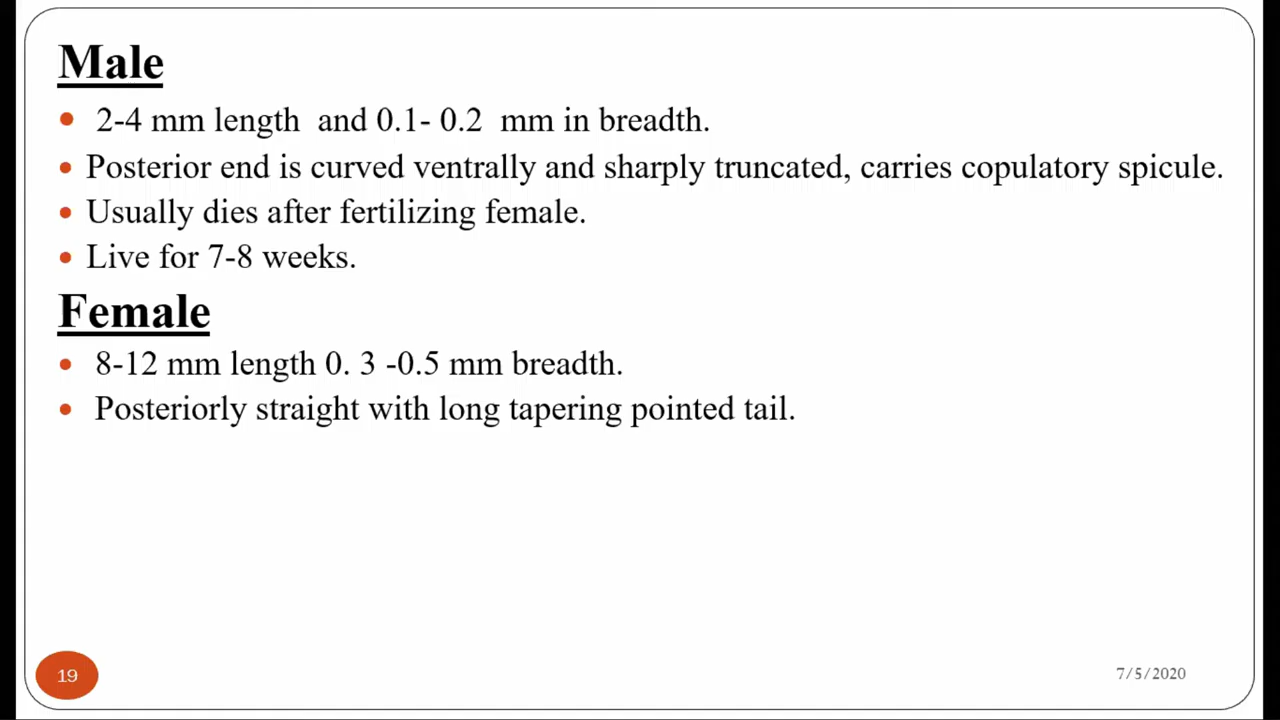 Male
• 2-4 mm length and 0.1- 0.2 mm in breadth.
• Posterior end is curved ventrally and sharply truncated, carries copulatory spicule.
• Usually dies after fertilizing female.
• Live for 7-8 weeks.
Female
• 8-12 mm length 0. 3 -0.5 mm breadth.
• Posteriorly straight with long tapering pointed tail.
19
7/5/2020